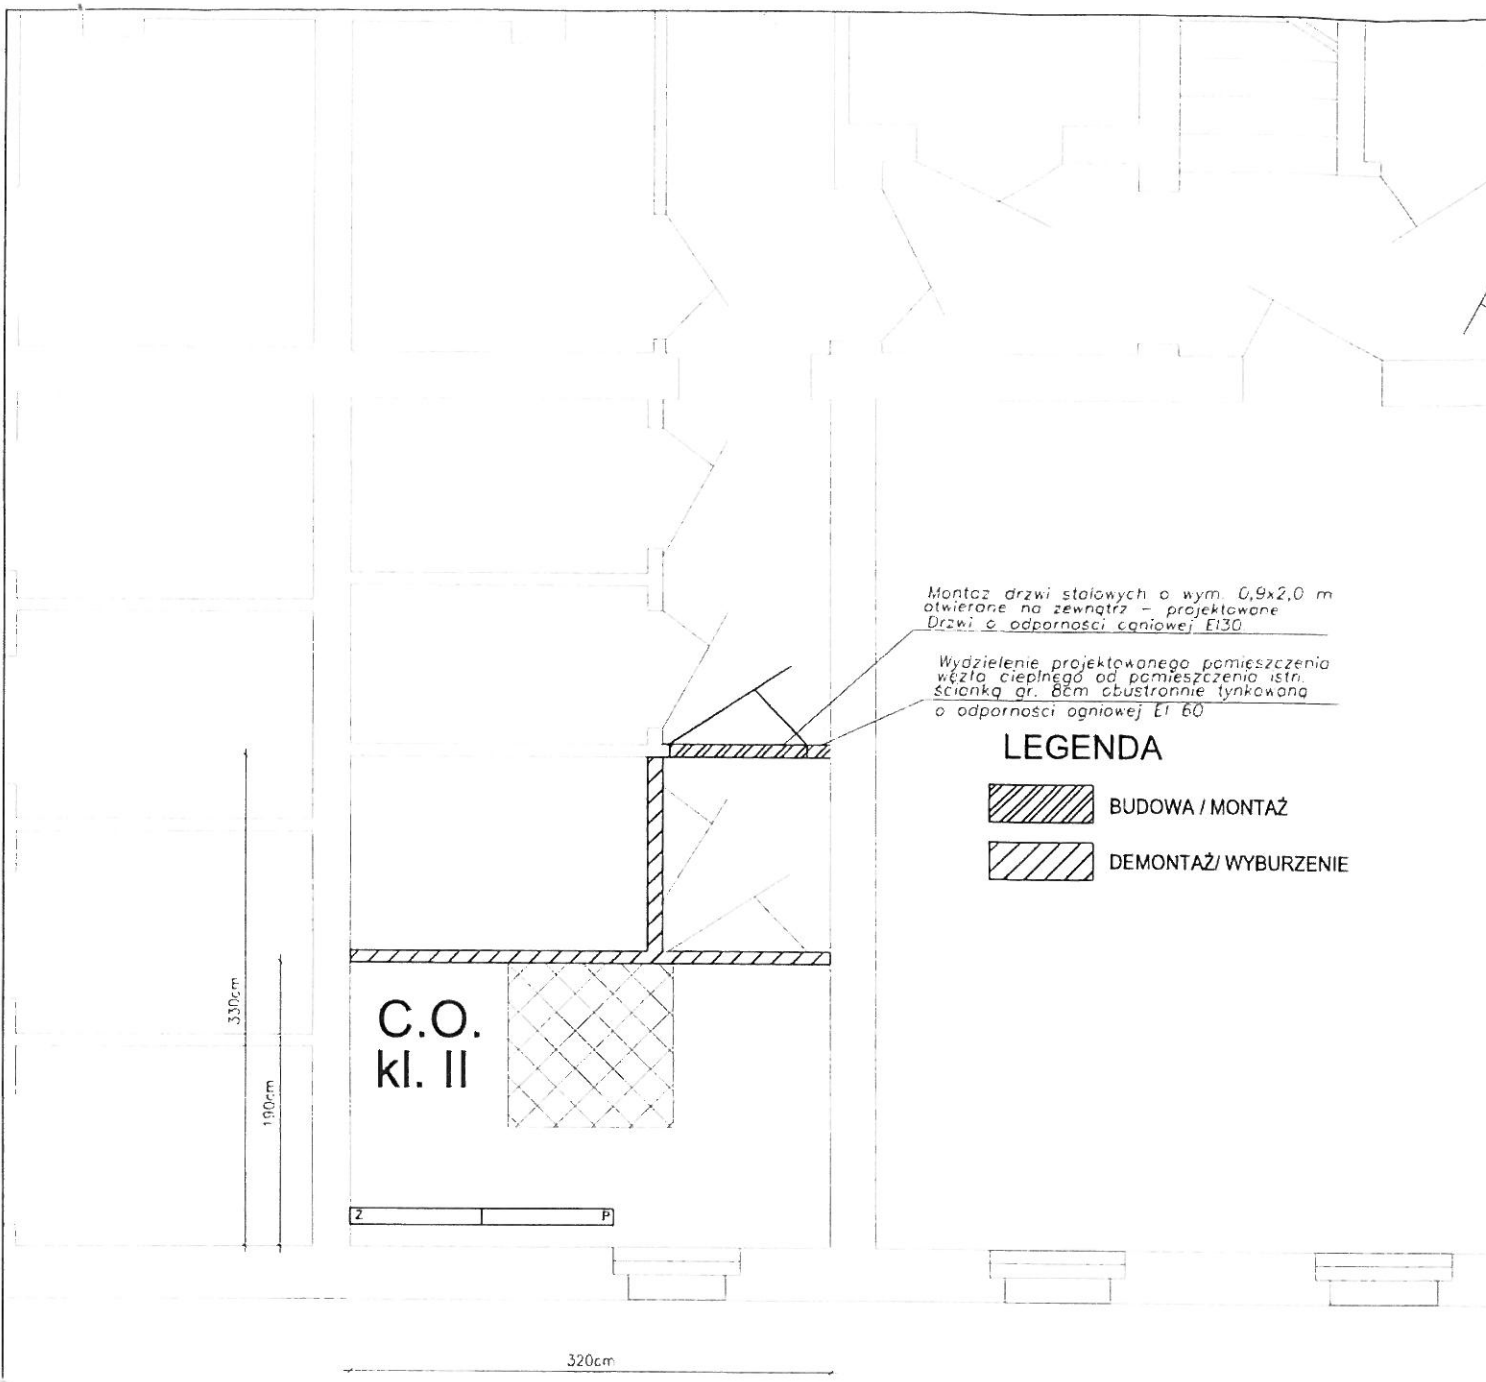 Montaż drzwi stalowych o wym. 0,9x2,0 m
otwierane na zewnątrz - projektowane
Drzwi o odporności ogniowej EI30
Wydzielenie projektowanego pomieszczenia
węzła cieplnego od pomieszczenia istn.
ścianką gr. 8cm obustronnie tynkowaną
o odporności ogniowej EI 60
LEGENDA
BUDOWA / MONTAŻ
DEMONTAŻ/ WYBURZENIE
330cm
190cm
C.O.
kl. II
Z
P
320cm